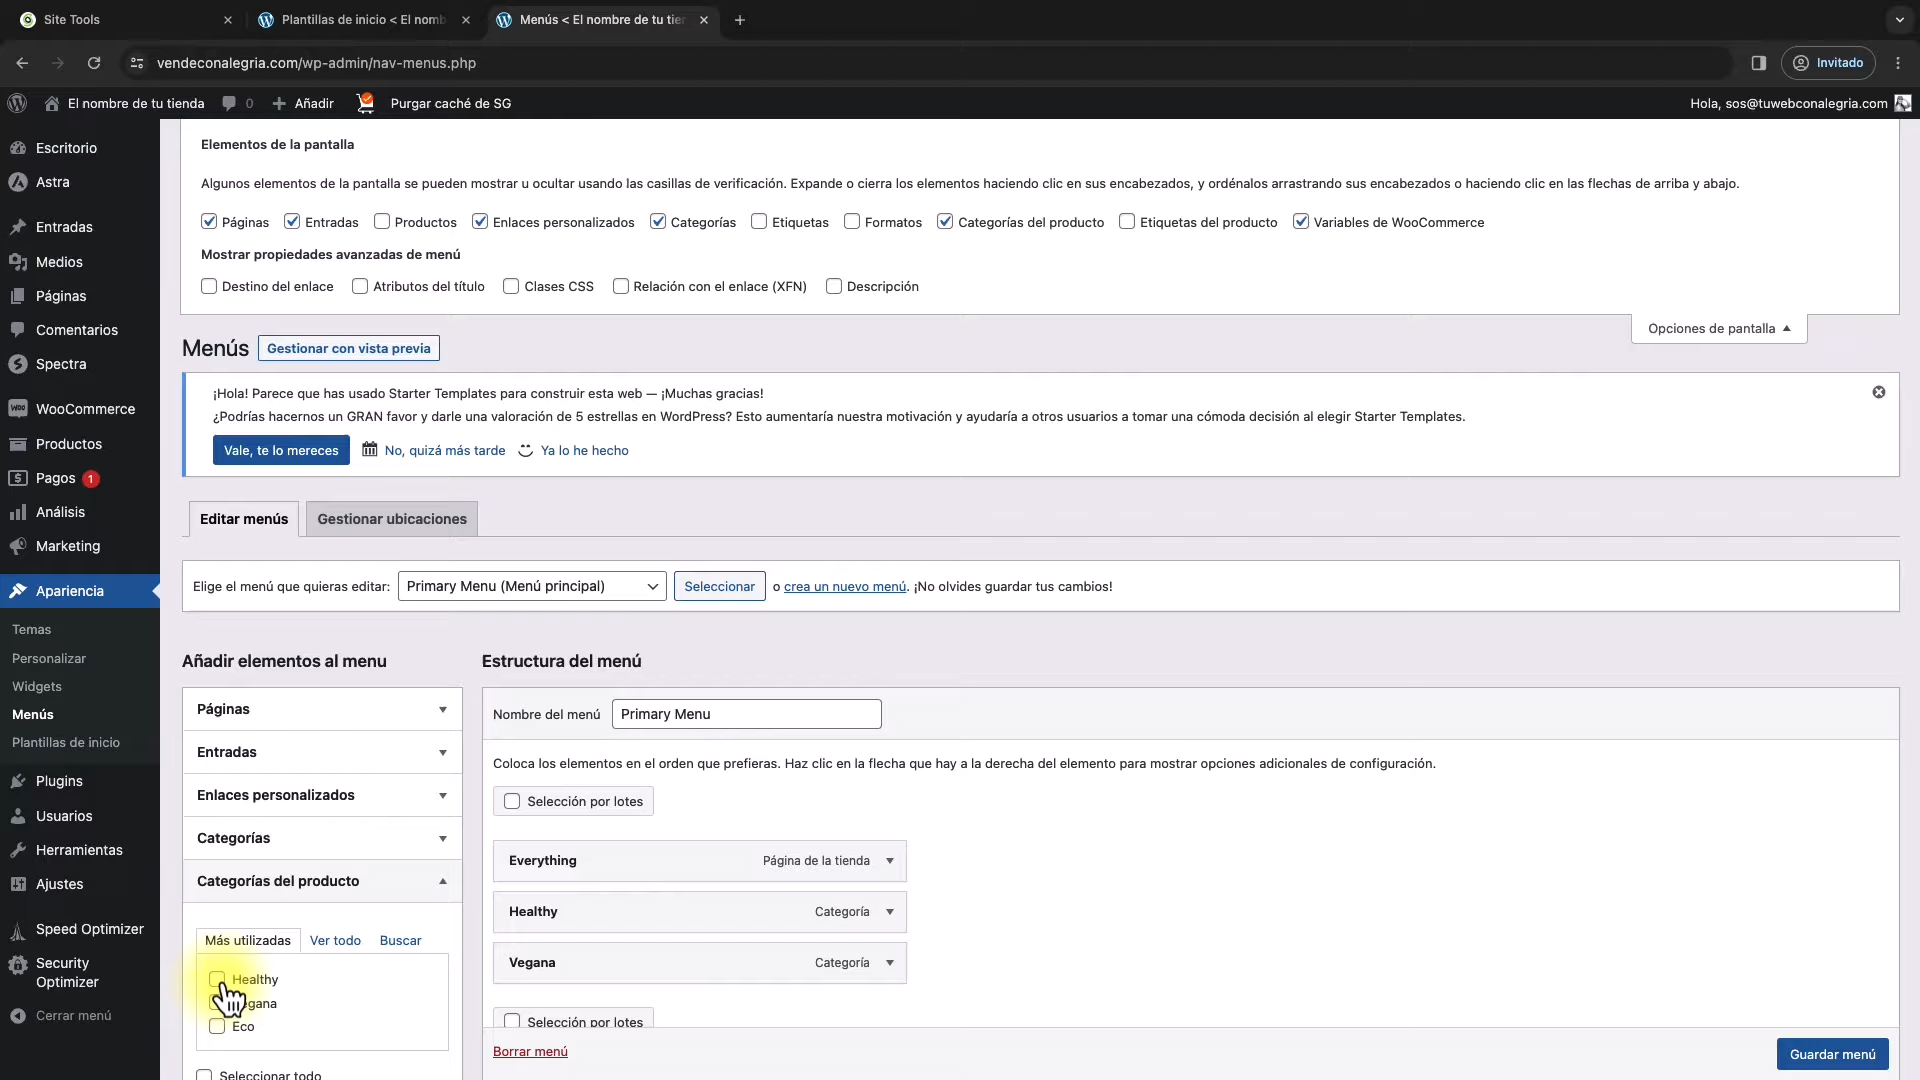 Site Tools
Plantillas de inicio < El nomb
Menús < El nombre de tu tier
vendeconalegria.com/wp-admin/nav-menus.php
Invitado
El nombre de tu tienda
0
Añadir
Purgar caché de SG
Hola, sos@tuwebconalegria.com
Escritorio
Astra
Entradas
Medios
Páginas
Comentarios
Spectra
WooCommerce
Productos
Pagos 1
Análisis
Marketing
Apariencia
Temas
Personalizar
Widgets
Menús
Plantillas de inicio
Plugins
Usuarios
Herramientas
Ajustes
Speed Optimizer
Security
Optimizer
Cerrar menú
Elementos de la pantalla
Algunos elementos de la pantalla se pueden mostrar u ocultar usando las casillas de verificación. Expande o cierra los elementos haciendo clic en sus encabezados, y ordénalos arrastrando sus encabezados o haciendo clic en las flechas de arriba y abajo.
Páginas Entradas Productos Enlaces personalizados Categorías Etiquetas Formatos Categorías del producto Etiquetas del producto Variables de WooCommerce
Mostrar propiedades avanzadas de menú
Destino del enlace Atributos del título Clases CSS Relación con el enlace (XFN) Descripción
Opciones de pantalla
Menús Gestionar con vista previa
¡Hola! Parece que has usado Starter Templates para construir esta web — ¡Muchas gracias!
¿Podrías hacernos un GRAN favor y darle una valoración de 5 estrellas en WordPress? Esto aumentaría nuestra motivación y ayudaría a otros usuarios a tomar una cómoda decisión al elegir Starter Templates.
Vale, te lo mereces No, quizá más tarde Ya lo he hecho
Editar menús Gestionar ubicaciones
Elige el menú que quieras editar: Primary Menu (Menú principal) Seleccionar o crea un nuevo menú. ¡No olvides guardar tus cambios!
Añadir elementos al menu
Páginas
Entradas
Enlaces personalizados
Categorías
Categorías del producto
Más utilizadas Ver todo Buscar
Healthy
egana
Eco
Seleccionar todo
Estructura del menú
Nombre del menú Primary Menu
Coloca los elementos en el orden que prefieras. Haz clic en la flecha que hay a la derecha del elemento para mostrar opciones adicionales de configuración.
Selección por lotes
Everything Página de la tienda
Healthy Categoría
Vegana Categoría
Selección por lotes
Borrar menú
Guardar menú